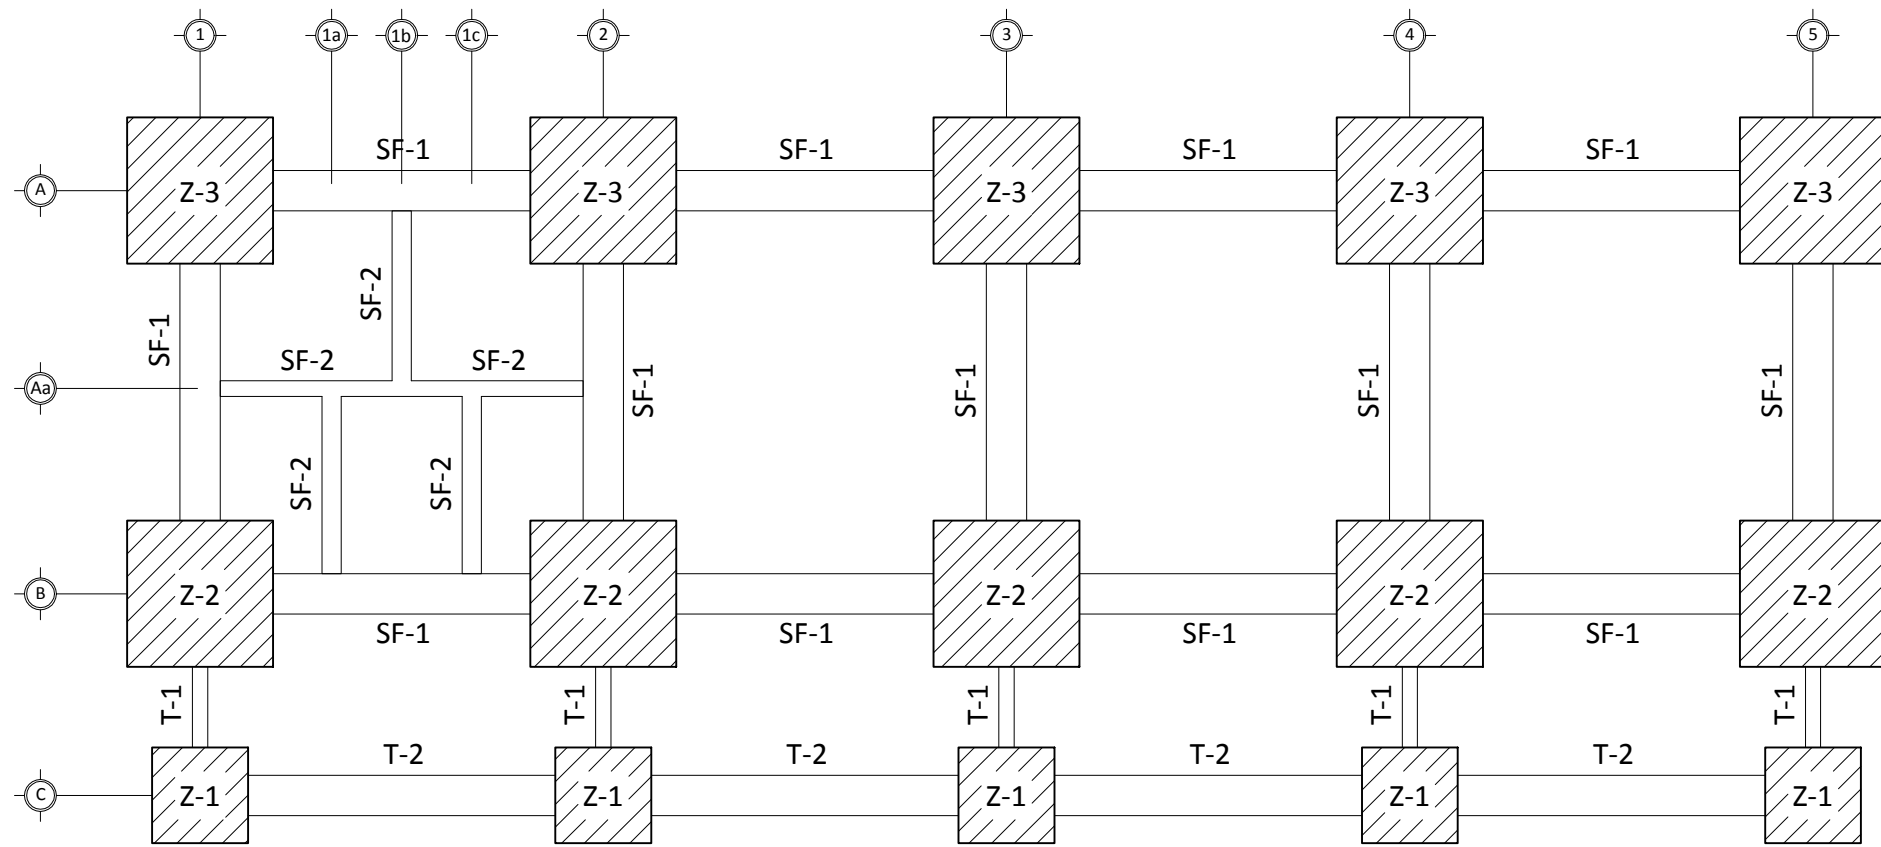 1 1a 1b 1c 2 3 4 5
SF-1 SF-1 SF-1 SF-1
A Z-3 Z-3 Z-3 Z-3 Z-3
SF-2
SF-1
SF-2 SF-2
Aa SF-1 SF-1 SF-1 SF-1
SF-2 SF-2
B Z-2 Z-2 Z-2 Z-2 Z-2
SF-1 SF-1 SF-1 SF-1
T-1 T-1 T-1 T-1 T-1
T-2 T-2 T-2 T-2
C Z-1 Z-1 Z-1 Z-1 Z-1